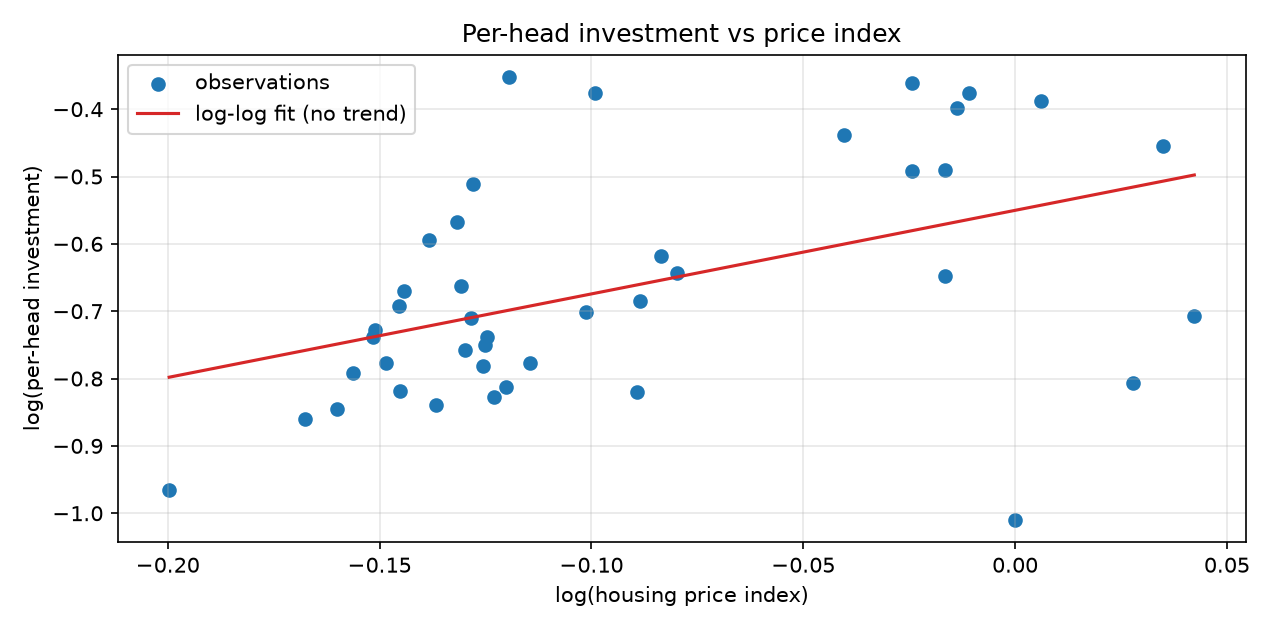 Per-head investment vs price index
observations
log-log fit (no trend)
−0.4
−0.5
−0.6
−0.7
−0.8
−0.9
−1.0
log(per-head investment)
−0.20 −0.15 −0.10 −0.05 0.00 0.05
log(housing price index)